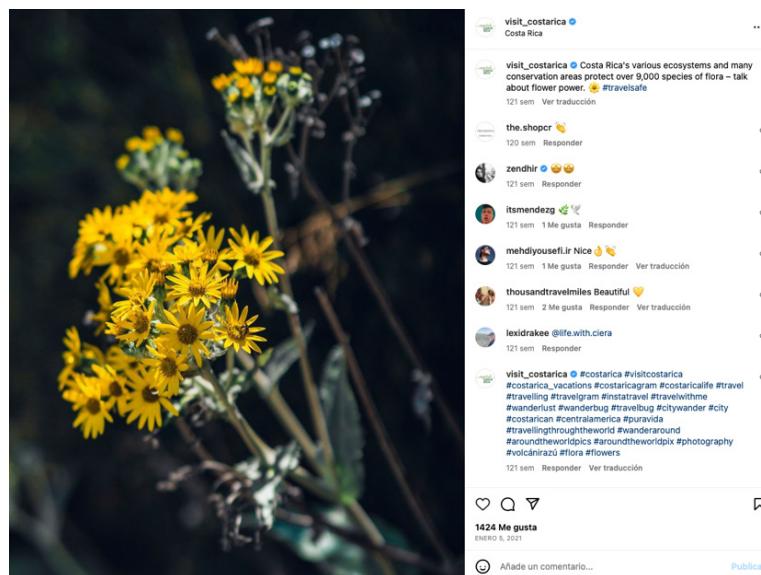 visit_costarica
Costa Rica
visit_costarica Costa Rica's various ecosystems and many
conservation areas protect over 9,000 species of flora – talk
about flower power. 🌼 #travelsafe
121 sem Ver traducción
the.shopcr 👏
120 sem Responder
zendhir 🤩🤩
121 sem Responder
itsmendezg 🌿🕊
121 sem 1 Me gusta Responder
mehdiyousefi.ir Nice👌👏
121 sem 1 Me gusta Responder Ver traducción
thousandtravelmiles Beautiful 💛
121 sem 2 Me gusta Responder Ver traducción
lexidrakee @life.with.ciera
121 sem Responder
visit_costarica #costarica #visitcostarica
#costarica_vacations #costaricagram #costaricalife #travel
#travelling #travelgram #instatravel #travelwithme
#wanderlust #wanderbug #travelbug #citywander #city
#costarican #centralamerica #puravida
#travellingthroughtheworld #wanderaround
#aroundtheworldpics #aroundtheworldpix #photography
#volcánirazú #flora #flowers
121 sem Responder Ver traducción
1424 Me gusta
ENERO 5, 2021
Añade un comentario... Publica